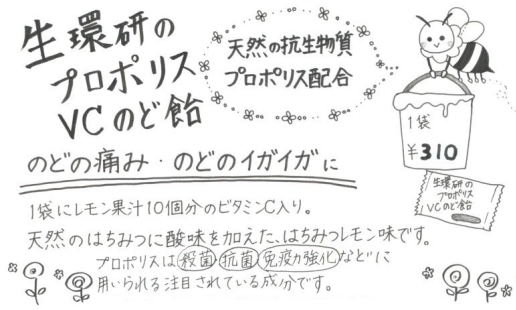 生環研の
プロポリス
VCのど飴
天然の抗生物質
プロポリス配合
1袋
¥310
のどの痛み・のどのイガイガに
生環研の
プロポリス
VCのど飴
1袋にレモン果汁10個分のビタミンC入り。
天然のはちみつに酸味を加えた、はちみつレモン味です。
プロポリスは殺菌・抗菌・免疫力強化などに
用いられる注目されている成分です。